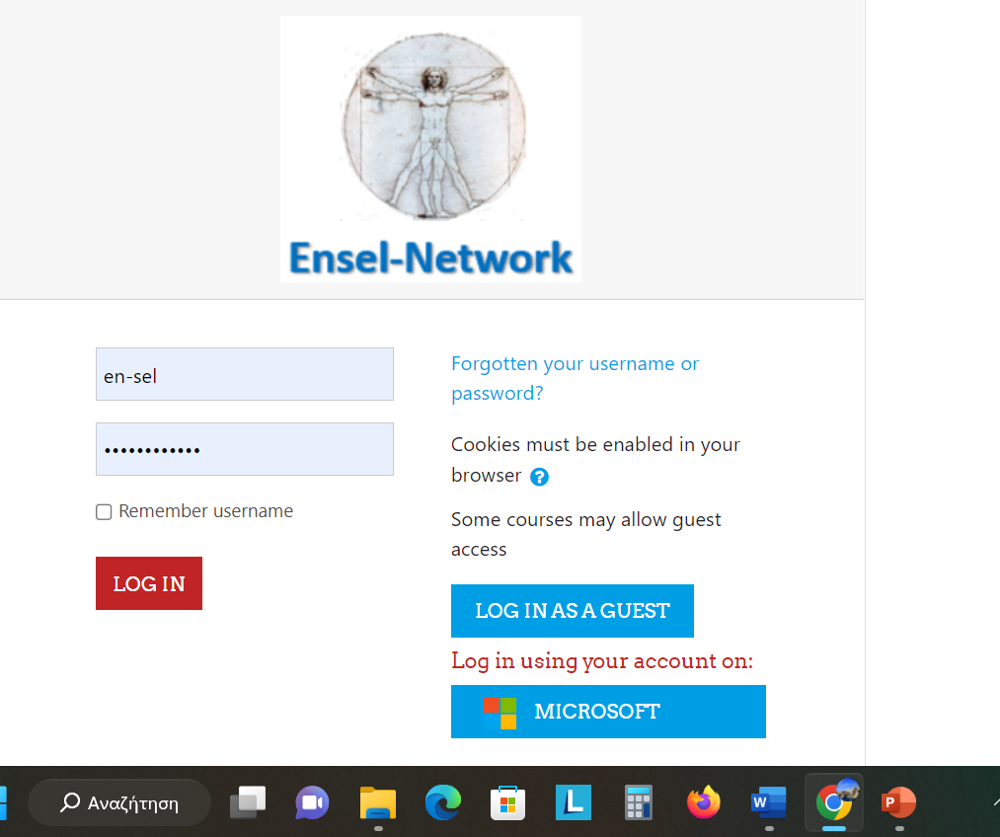 Ensel-Network
en-sel
Forgotten your username or
password?
Cookies must be enabled in your
browser ?
Remember username
Some courses may allow guest
access
LOG IN
LOG IN AS A GUEST
Log in using your account on:
MICROSOFT
Αναζήτηση
L
W
P